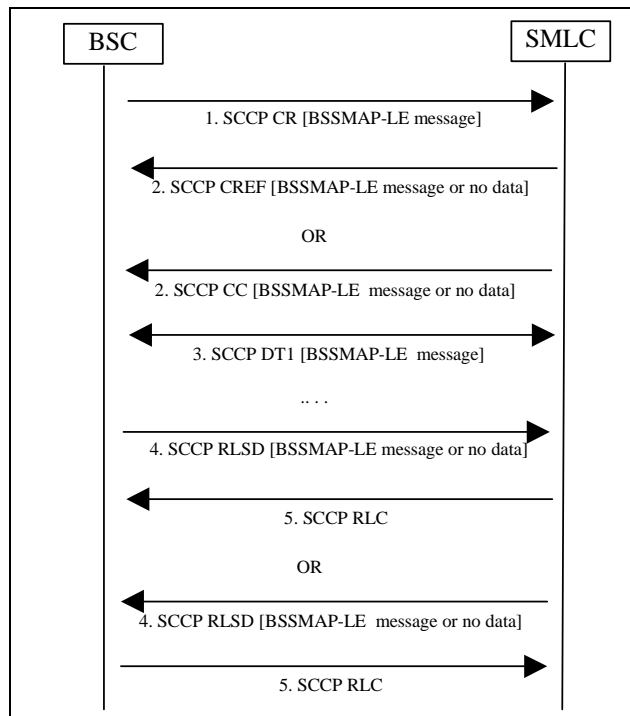 BSC
SMLC
1. SCCP CR [BSSMAP-LE message]
2. SCCP CREF [BSSMAP-LE message or no data]
OR
2. SCCP CC [BSSMAP-LE message or no data]
3. SCCP DT1 [BSSMAP-LE message]
.. . .
4. SCCP RLSD [BSSMAP-LE message or no data]
5. SCCP RLC
OR
4. SCCP RLSD [BSSMAP-LE message or no data]
5. SCCP RLC